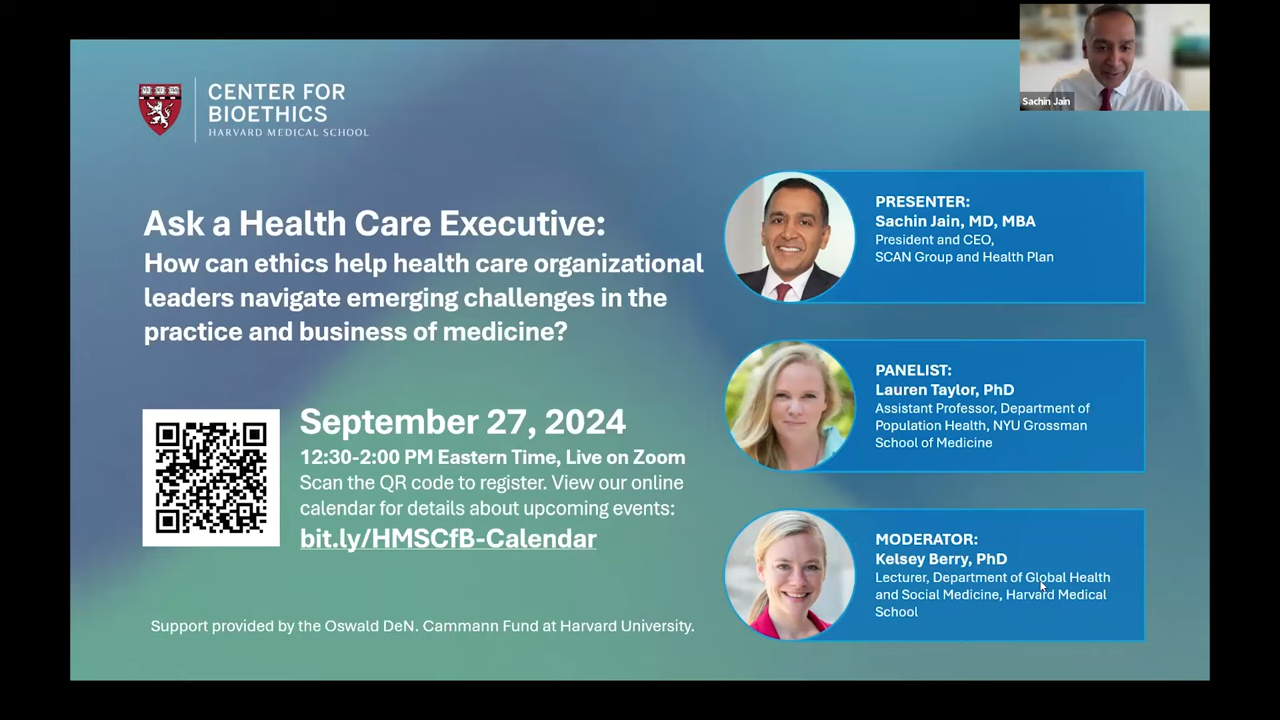 Sachin Jain
CENTER FOR
BIOETHICS
HARVARD MEDICAL SCHOOL
Ask a Health Care Executive:
How can ethics help health care organizational
leaders navigate emerging challenges in the
practice and business of medicine?
September 27, 2024
12:30-2:00 PM Eastern Time, Live on Zoom
Scan the QR code to register. View our online
calendar for details about upcoming events:
bit.ly/HMSCfB-Calendar
Support provided by the Oswald DeN. Cammann Fund at Harvard University.
PRESENTER:
Sachin Jain, MD, MBA
President and CEO,
SCAN Group and Health Plan
PANELIST:
Lauren Taylor, PhD
Assistant Professor, Department of
Population Health, NYU Grossman
School of Medicine
MODERATOR:
Kelsey Berry, PhD
Lecturer, Department of Global Health
and Social Medicine, Harvard Medical
School